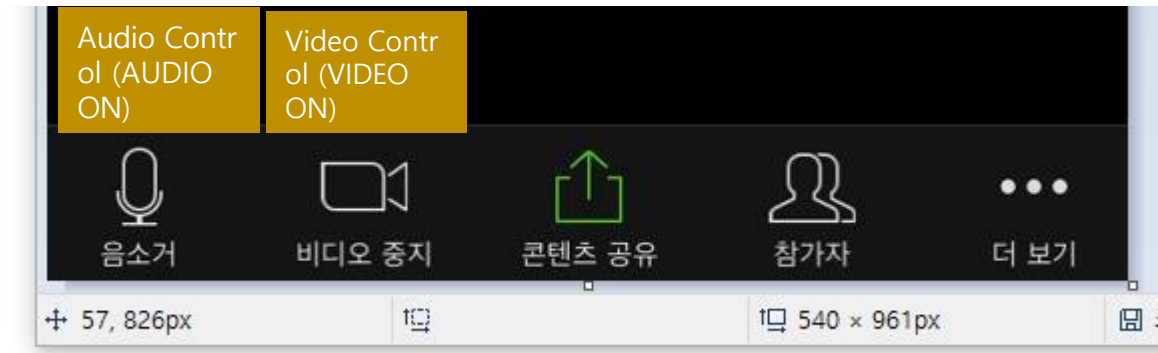 Audio Contr
ol (AUDIO
ON)
Video Contr
ol (VIDEO
ON)
음소거 비디오 중지 콘텐츠 공유 참가자 더 보기
57, 826px 540 × 961px